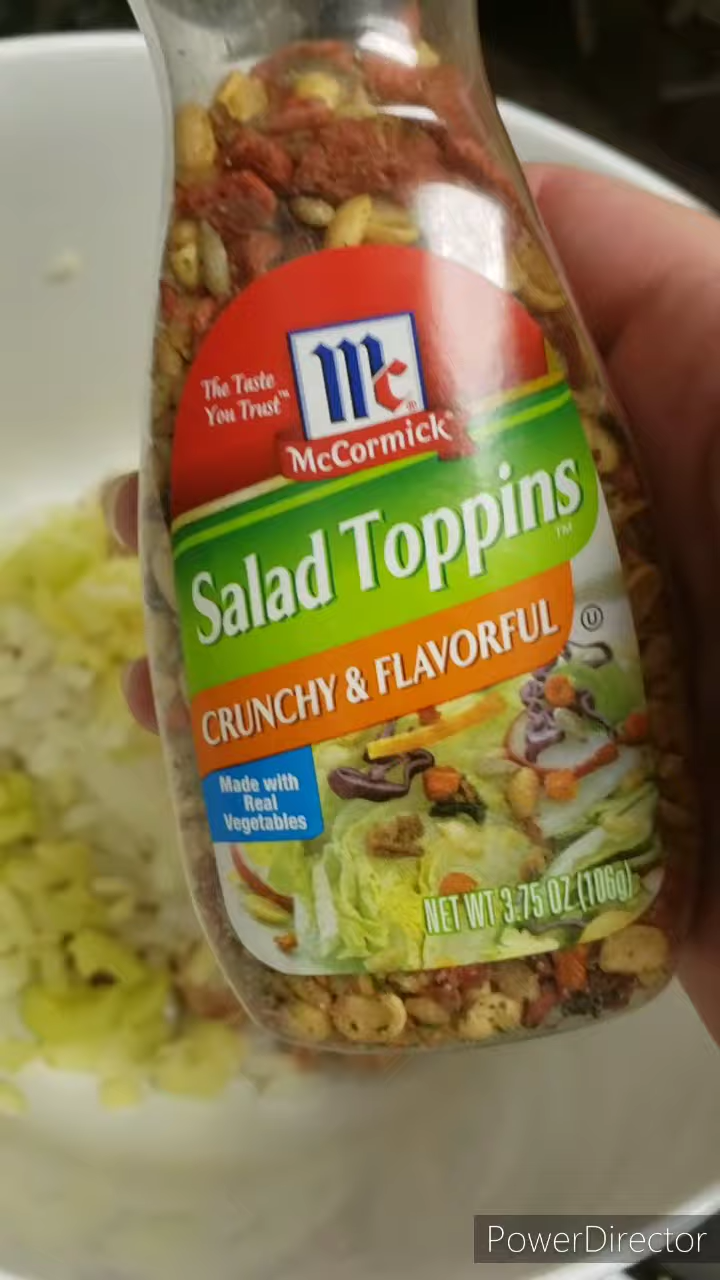 The Taste
You Trust™
Mc®
McCormick®
Salad Toppins™
CRUNCHY & FLAVORFUL
U
Made with
Real
Vegetables
NET WT 3.75 OZ (106g)
PowerDirector